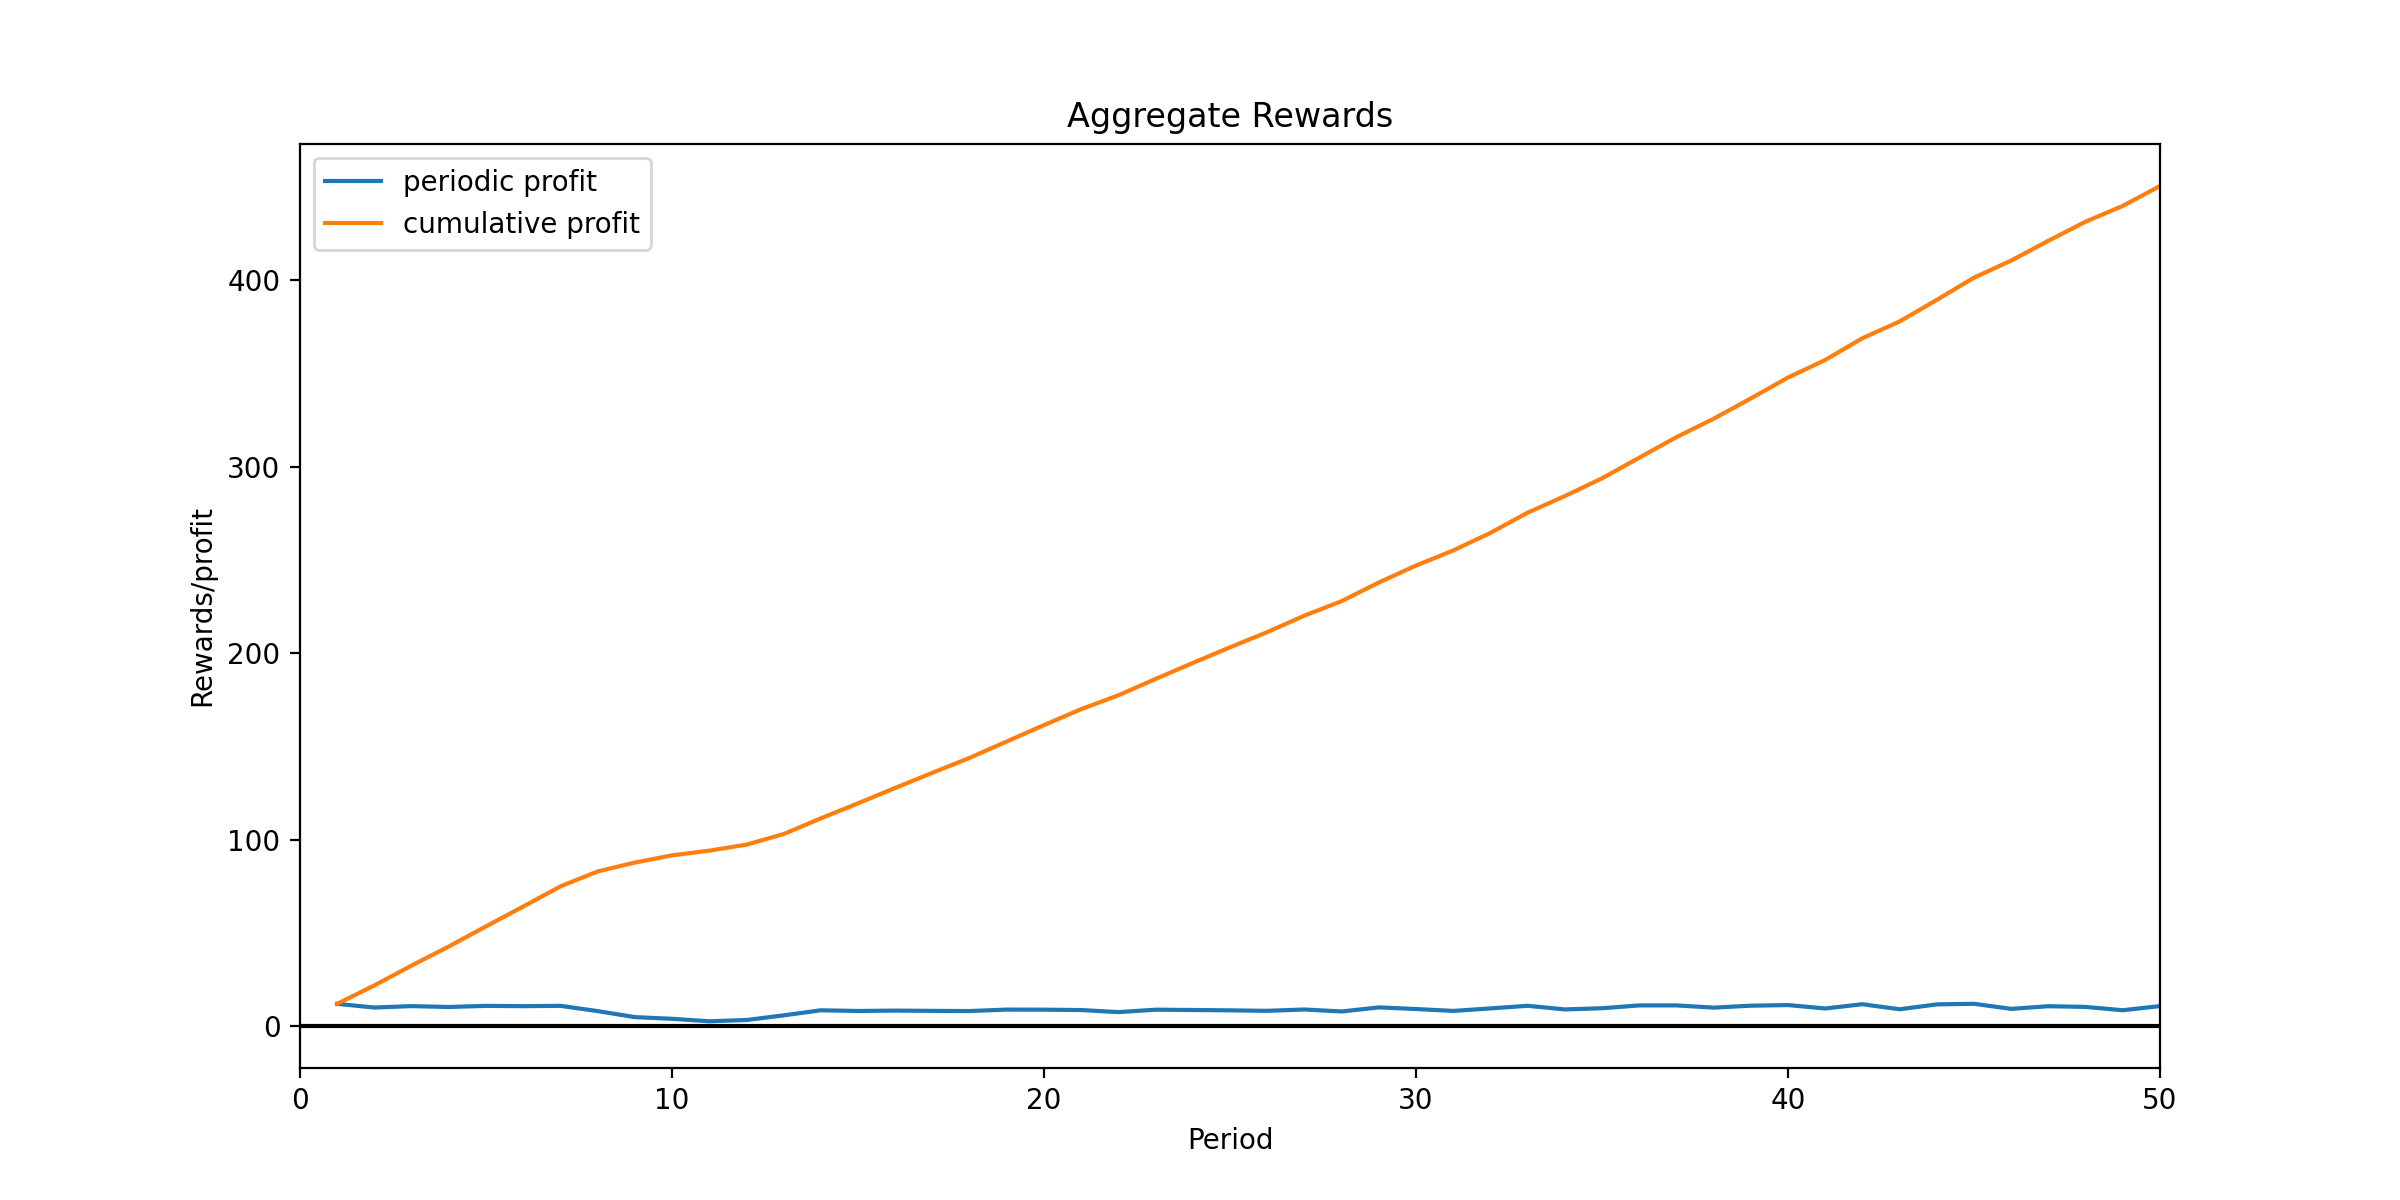 Aggregate Rewards
periodic profit
cumulative profit
Rewards/profit
400
300
200
100
0
0 10 20 30 40 50
Period